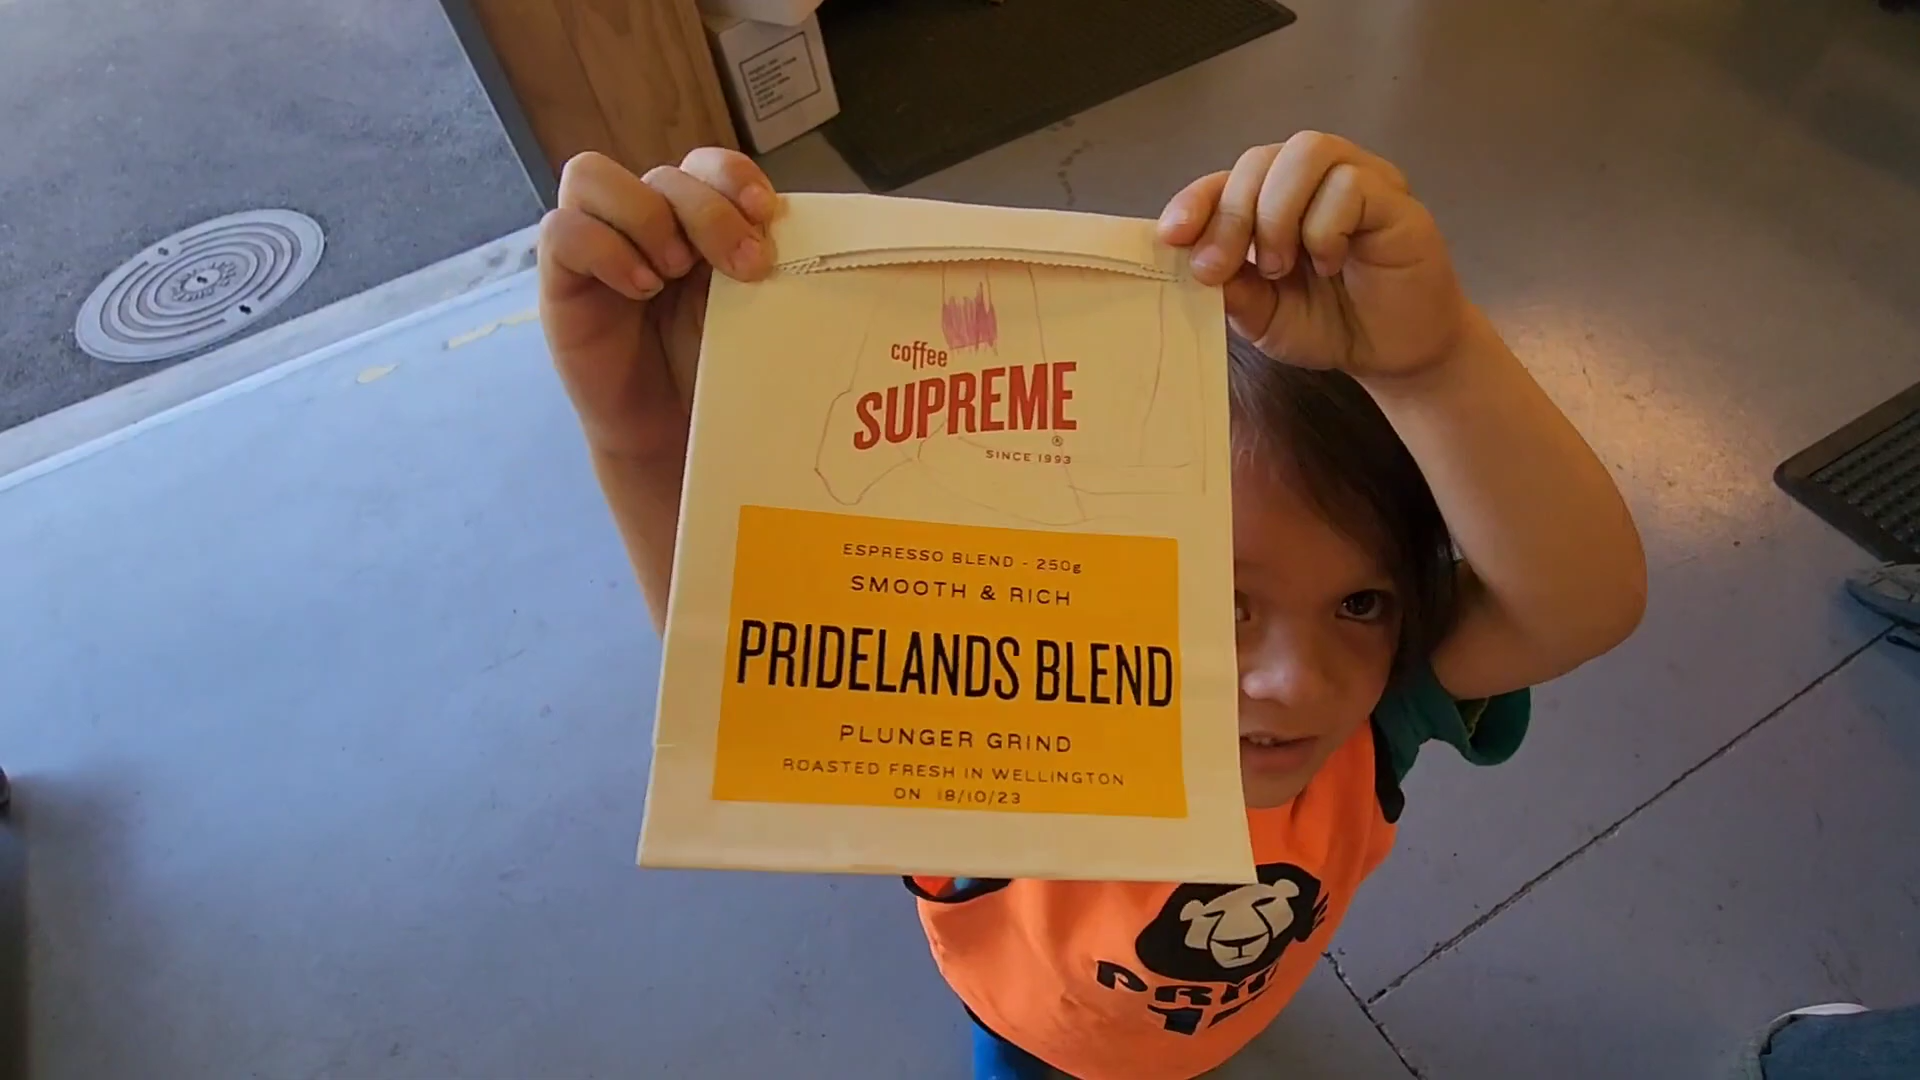 coffee
SUPREME
®
SINCE 1993
ESPRESSO BLEND - 250g
SMOOTH & RICH
PRIDELANDS BLEND
PLUNGER GRIND
ROASTED FRESH IN WELLINGTON
ON 18/10/23